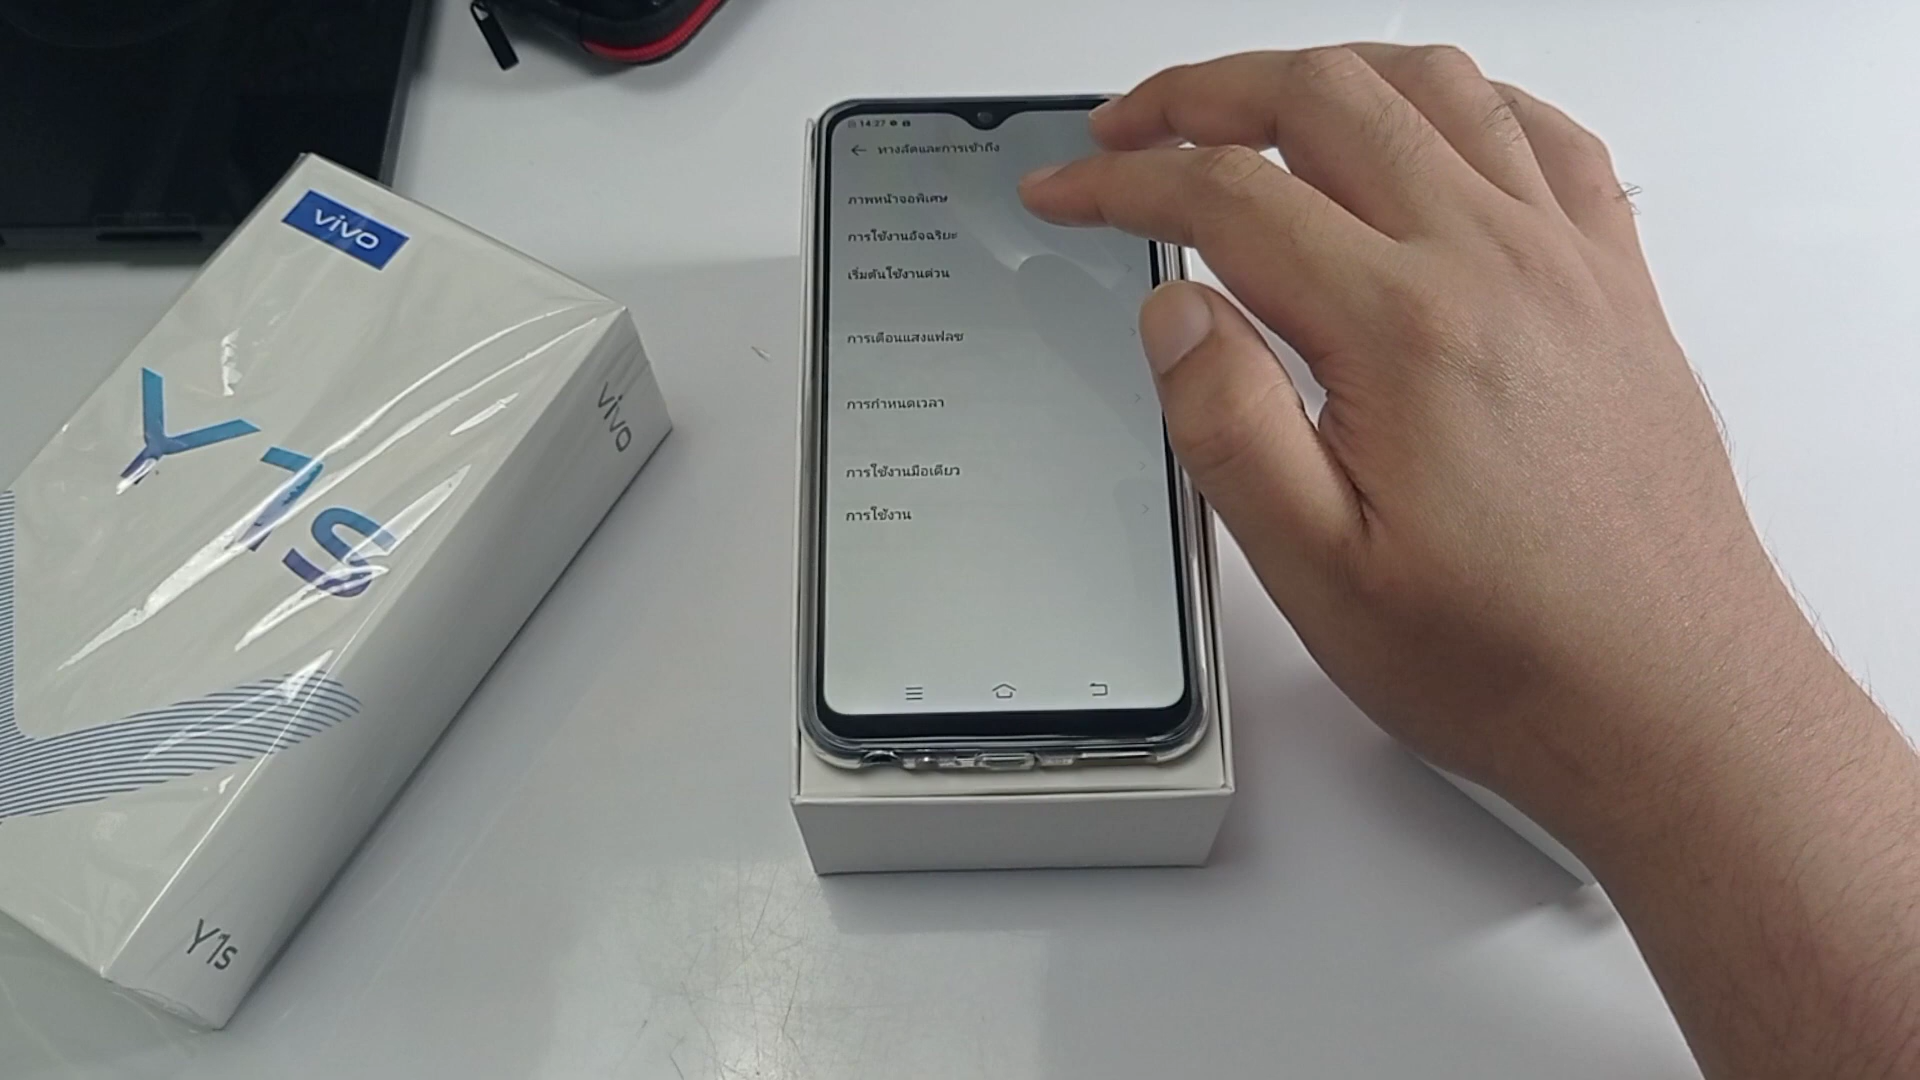 vivo
Y1s
vivo
Y1s
14:27
ทางลัดและการเข้าถึง
ภาพหน้าจอพิเศษ
การใช้งานอัจฉริยะ
เริ่มต้นใช้งานด่วน
การเตือนแสงแฟลช
การกำหนดเวลา
การใช้งานมือเดียว
การใช้งาน